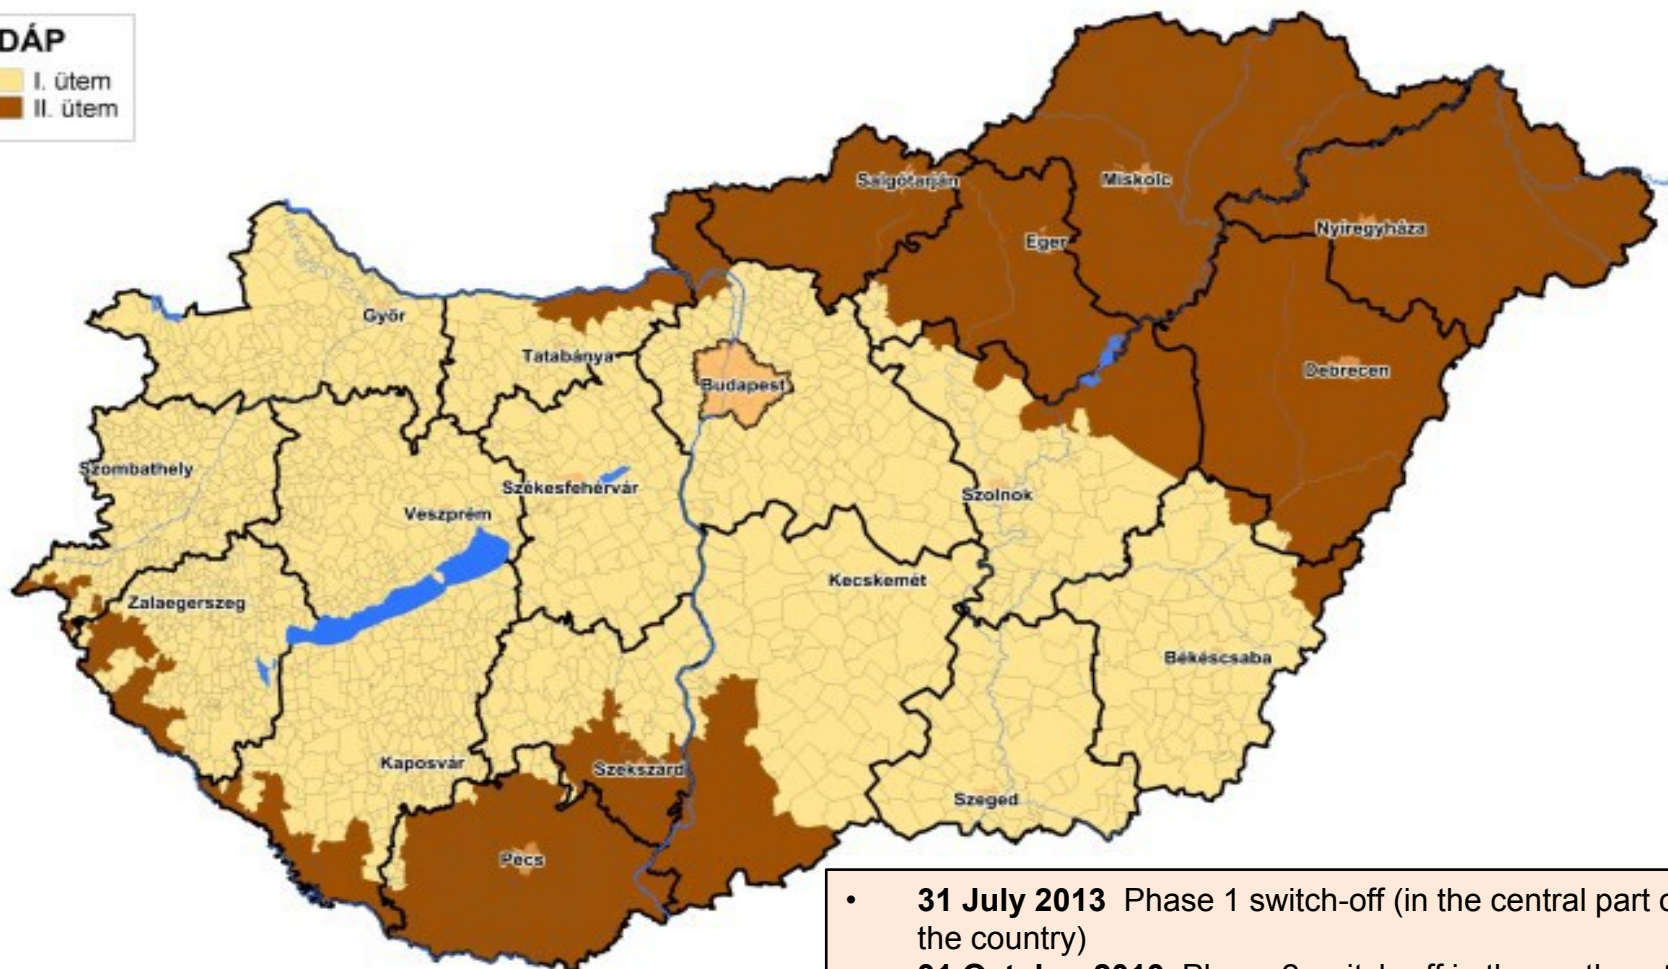 DÁP
I. ütem
II. ütem
Salgótarján
Miskolc
Nyíregyháza
Eger
Győr
Tatabánya
Budapest
Debrecen
Szombathely
Székesfehérvár
Veszprém
Szolnok
Kecskemét
Zalaegerszeg
Békéscsaba
Kaposvár
Szekszárd
Szeged
Pécs
• 31 July 2013 Phase 1 switch-off (in the central part
the country)